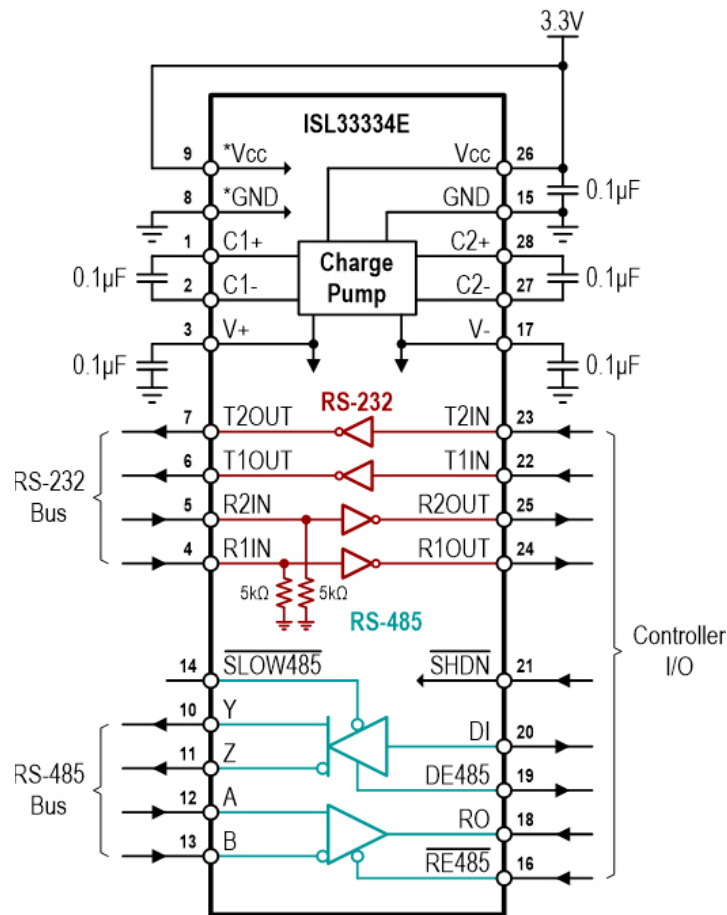 3.3V
ISL33334E
9 *Vcc Vcc 26
0.1µF
8 *GND GND 15
1 C1+ C2+ 28
0.1µF Charge Pump 0.1µF
2 C1- C2- 27
3 V+ V- 17
0.1µF 0.1µF
RS-232
7 T2OUT T2IN 23
6 T1OUT T1IN 22
RS-232
Bus
5 R2IN R2OUT 25
4 R1IN R1OUT 24
5kΩ 5kΩ
RS-485
Controller
I/O
14 SLOW485 SHDN 21
10 Y DI 20
11 Z DE485 19
RS-485
Bus
12 A RO 18
13 B RE485 16